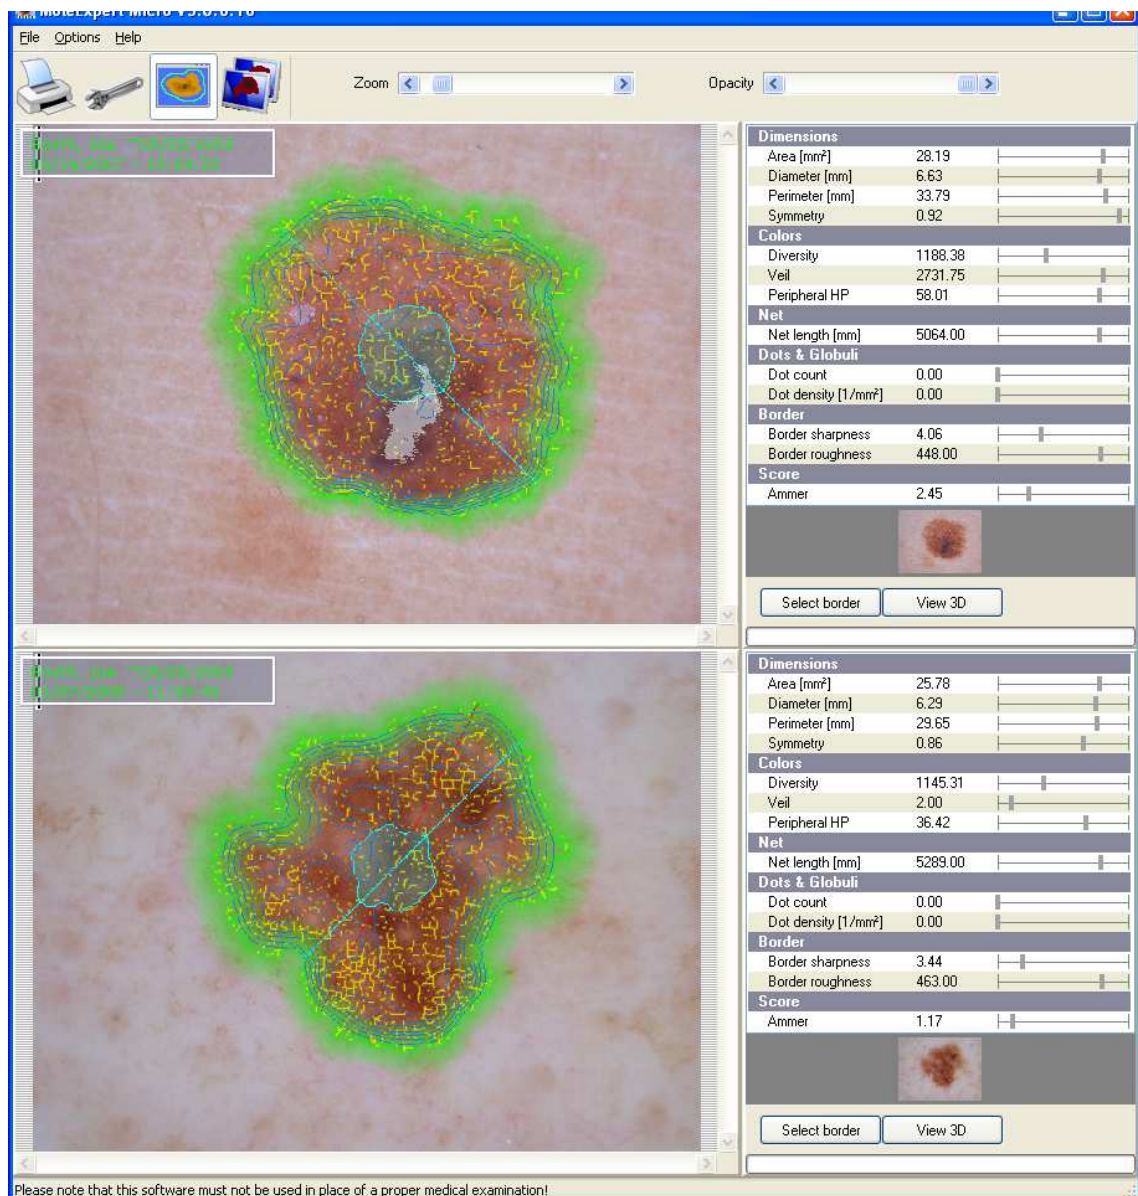 MoleExpert Micro
File Options Help
Zoom
Opacity
Dimensions
Area [mm²] 28.19
Diameter [mm] 6.63
Perimeter [mm] 33.79
Symmetry 0.92
Colors
Diversity 1188.38
Veil 2731.75
Peripheral HP 58.01
Net
Net length [mm] 5064.00
Dots & Globuli
Dot count 0.00
Dot density [1/mm²] 0.00
Border
Border sharpness 4.06
Border roughness 448.00
Score
Ammer 2.45
Select border View 3D
Dimensions
Area [mm²] 25.78
Diameter [mm] 6.29
Perimeter [mm] 29.65
Symmetry 0.86
Colors
Diversity 1145.31
Veil 2.00
Peripheral HP 36.42
Net
Net length [mm] 5289.00
Dots & Globuli
Dot count 0.00
Dot density [1/mm²] 0.00
Border
Border sharpness 3.44
Border roughness 463.00
Score
Ammer 1.17
Select border View 3D
Please note that this software must not be used in place of a proper medical examination!